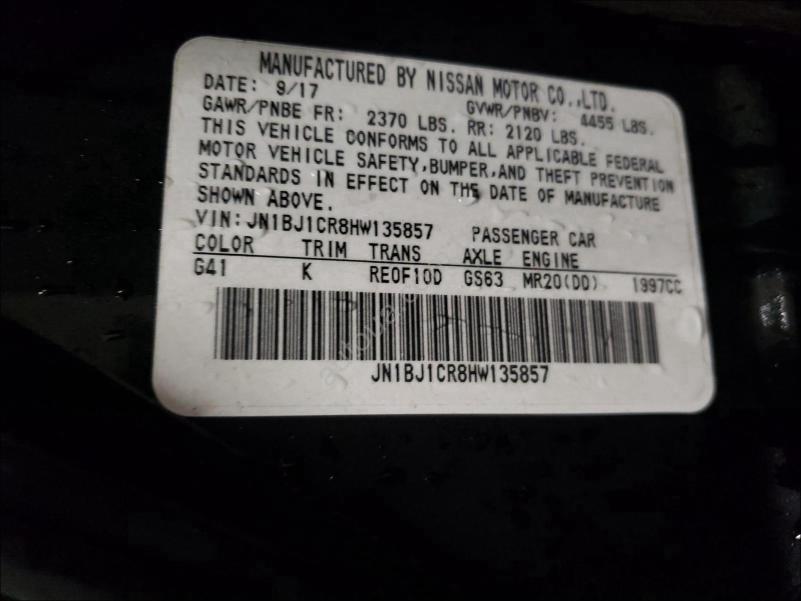 MANUFACTURED BY NISSAN MOTOR CO.,LTD.
DATE: 9/17 GVWR/PNBV: 4455 LBS.
GAWR/PNBE FR: 2370 LBS. RR: 2120 LBS.
THIS VEHICLE CONFORMS TO ALL APPLICABLE FEDERAL
MOTOR VEHICLE SAFETY,BUMPER,AND THEFT PREVENTION
STANDARDS IN EFFECT ON THE DATE OF MANUFACTURE
SHOWN ABOVE.
VIN: JN1BJ1CR8HW135857 PASSENGER CAR
COLOR TRIM TRANS AXLE ENGINE
G41 K RE0F10D GS63 MR20(DD) 1997CC
JN1BJ1CR8HW135857